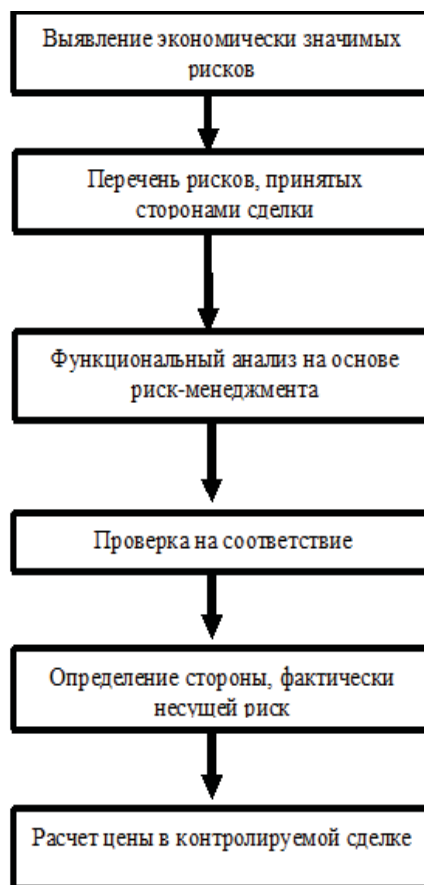 Выявление экономически значимых
рисков
Перечень рисков, принятых
сторонами сделки
Функциональный анализ на основе
риск-менеджмента
Проверка на соответствие
Определение стороны, фактически
несущей риск
Расчет цены в контролируемой сделке